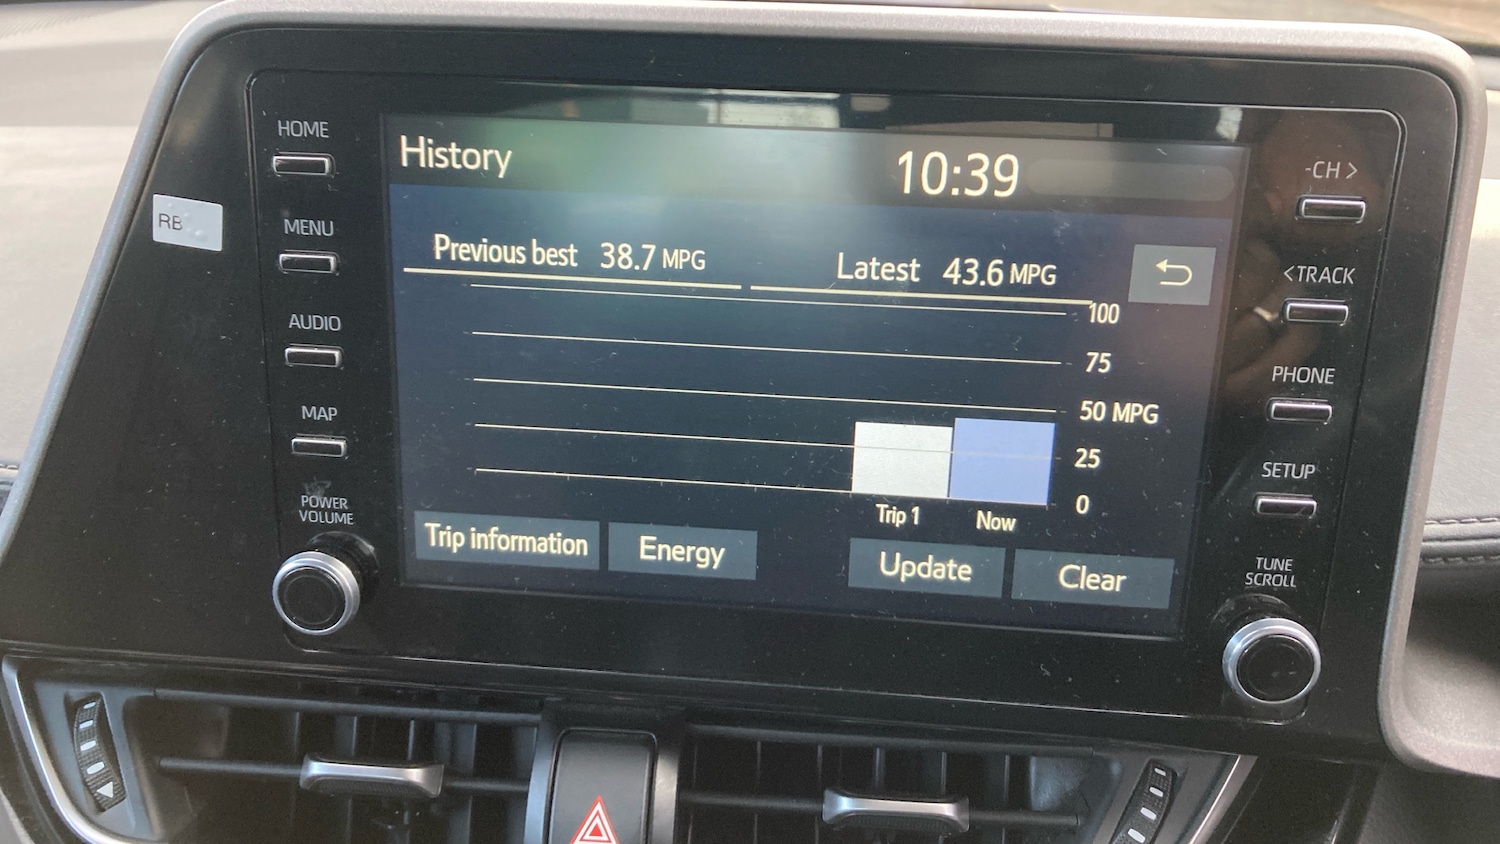 HOME
MENU
AUDIO
MAP
POWER
VOLUME
RB
History
10:39
Previous best 38.7 MPG
Latest 43.6 MPG
100
75
50 MPG
25
0
Trip 1
Now
Trip information
Energy
Update
Clear
-CH >
<TRACK
PHONE
SETUP
TUNE
SCROLL